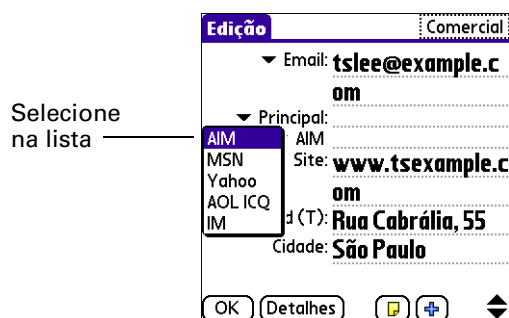 Edição
Comercial
Email: tslee@example.c
om
Principal:
AIM
Selecione
na lista
AIM
MSN
Yahoo
AOL ICQ
IM
Site: www.tsexample.c
om
d (T): Rua Cabrália, 55
Cidade: São Paulo
OK
Detalhes